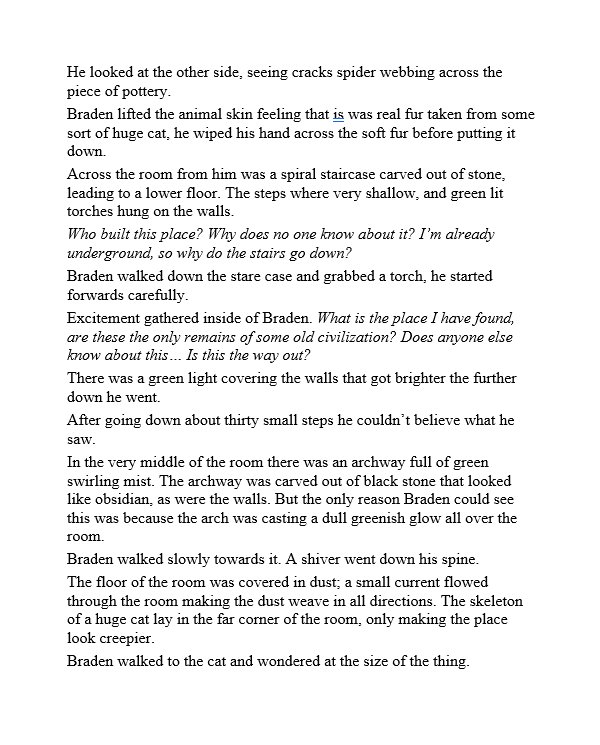 He looked at the other side, seeing cracks spider webbing across the
piece of pottery.
Braden lifted the animal skin feeling that is was real fur taken from some
sort of huge cat, he wiped his hand across the soft fur before putting it
down.
Across the room from him was a spiral staircase carved out of stone,
leading to a lower floor. The steps where very shallow, and green lit
torches hung on the walls.
Who built this place? Why does no one know about it? I’m already
underground, so why do the stairs go down?
Braden walked down the stare case and grabbed a torch, he started
forwards carefully.
Excitement gathered inside of Braden. What is the place I have found,
are these the only remains of some old civilization? Does anyone else
know about this… Is this the way out?
There was a green light covering the walls that got brighter the further
down he went.
After going down about thirty small steps he couldn’t believe what he
saw.
In the very middle of the room there was an archway full of green
swirling mist. The archway was carved out of black stone that looked
like obsidian, as were the walls. But the only reason Braden could see
this was because the arch was casting a dull greenish glow all over the
room.
Braden walked slowly towards it. A shiver went down his spine.
The floor of the room was covered in dust; a small current flowed
through the room making the dust weave in all directions. The skeleton
of a huge cat lay in the far corner of the room, only making the place
look creepier.
Braden walked to the cat and wondered at the size of the thing.